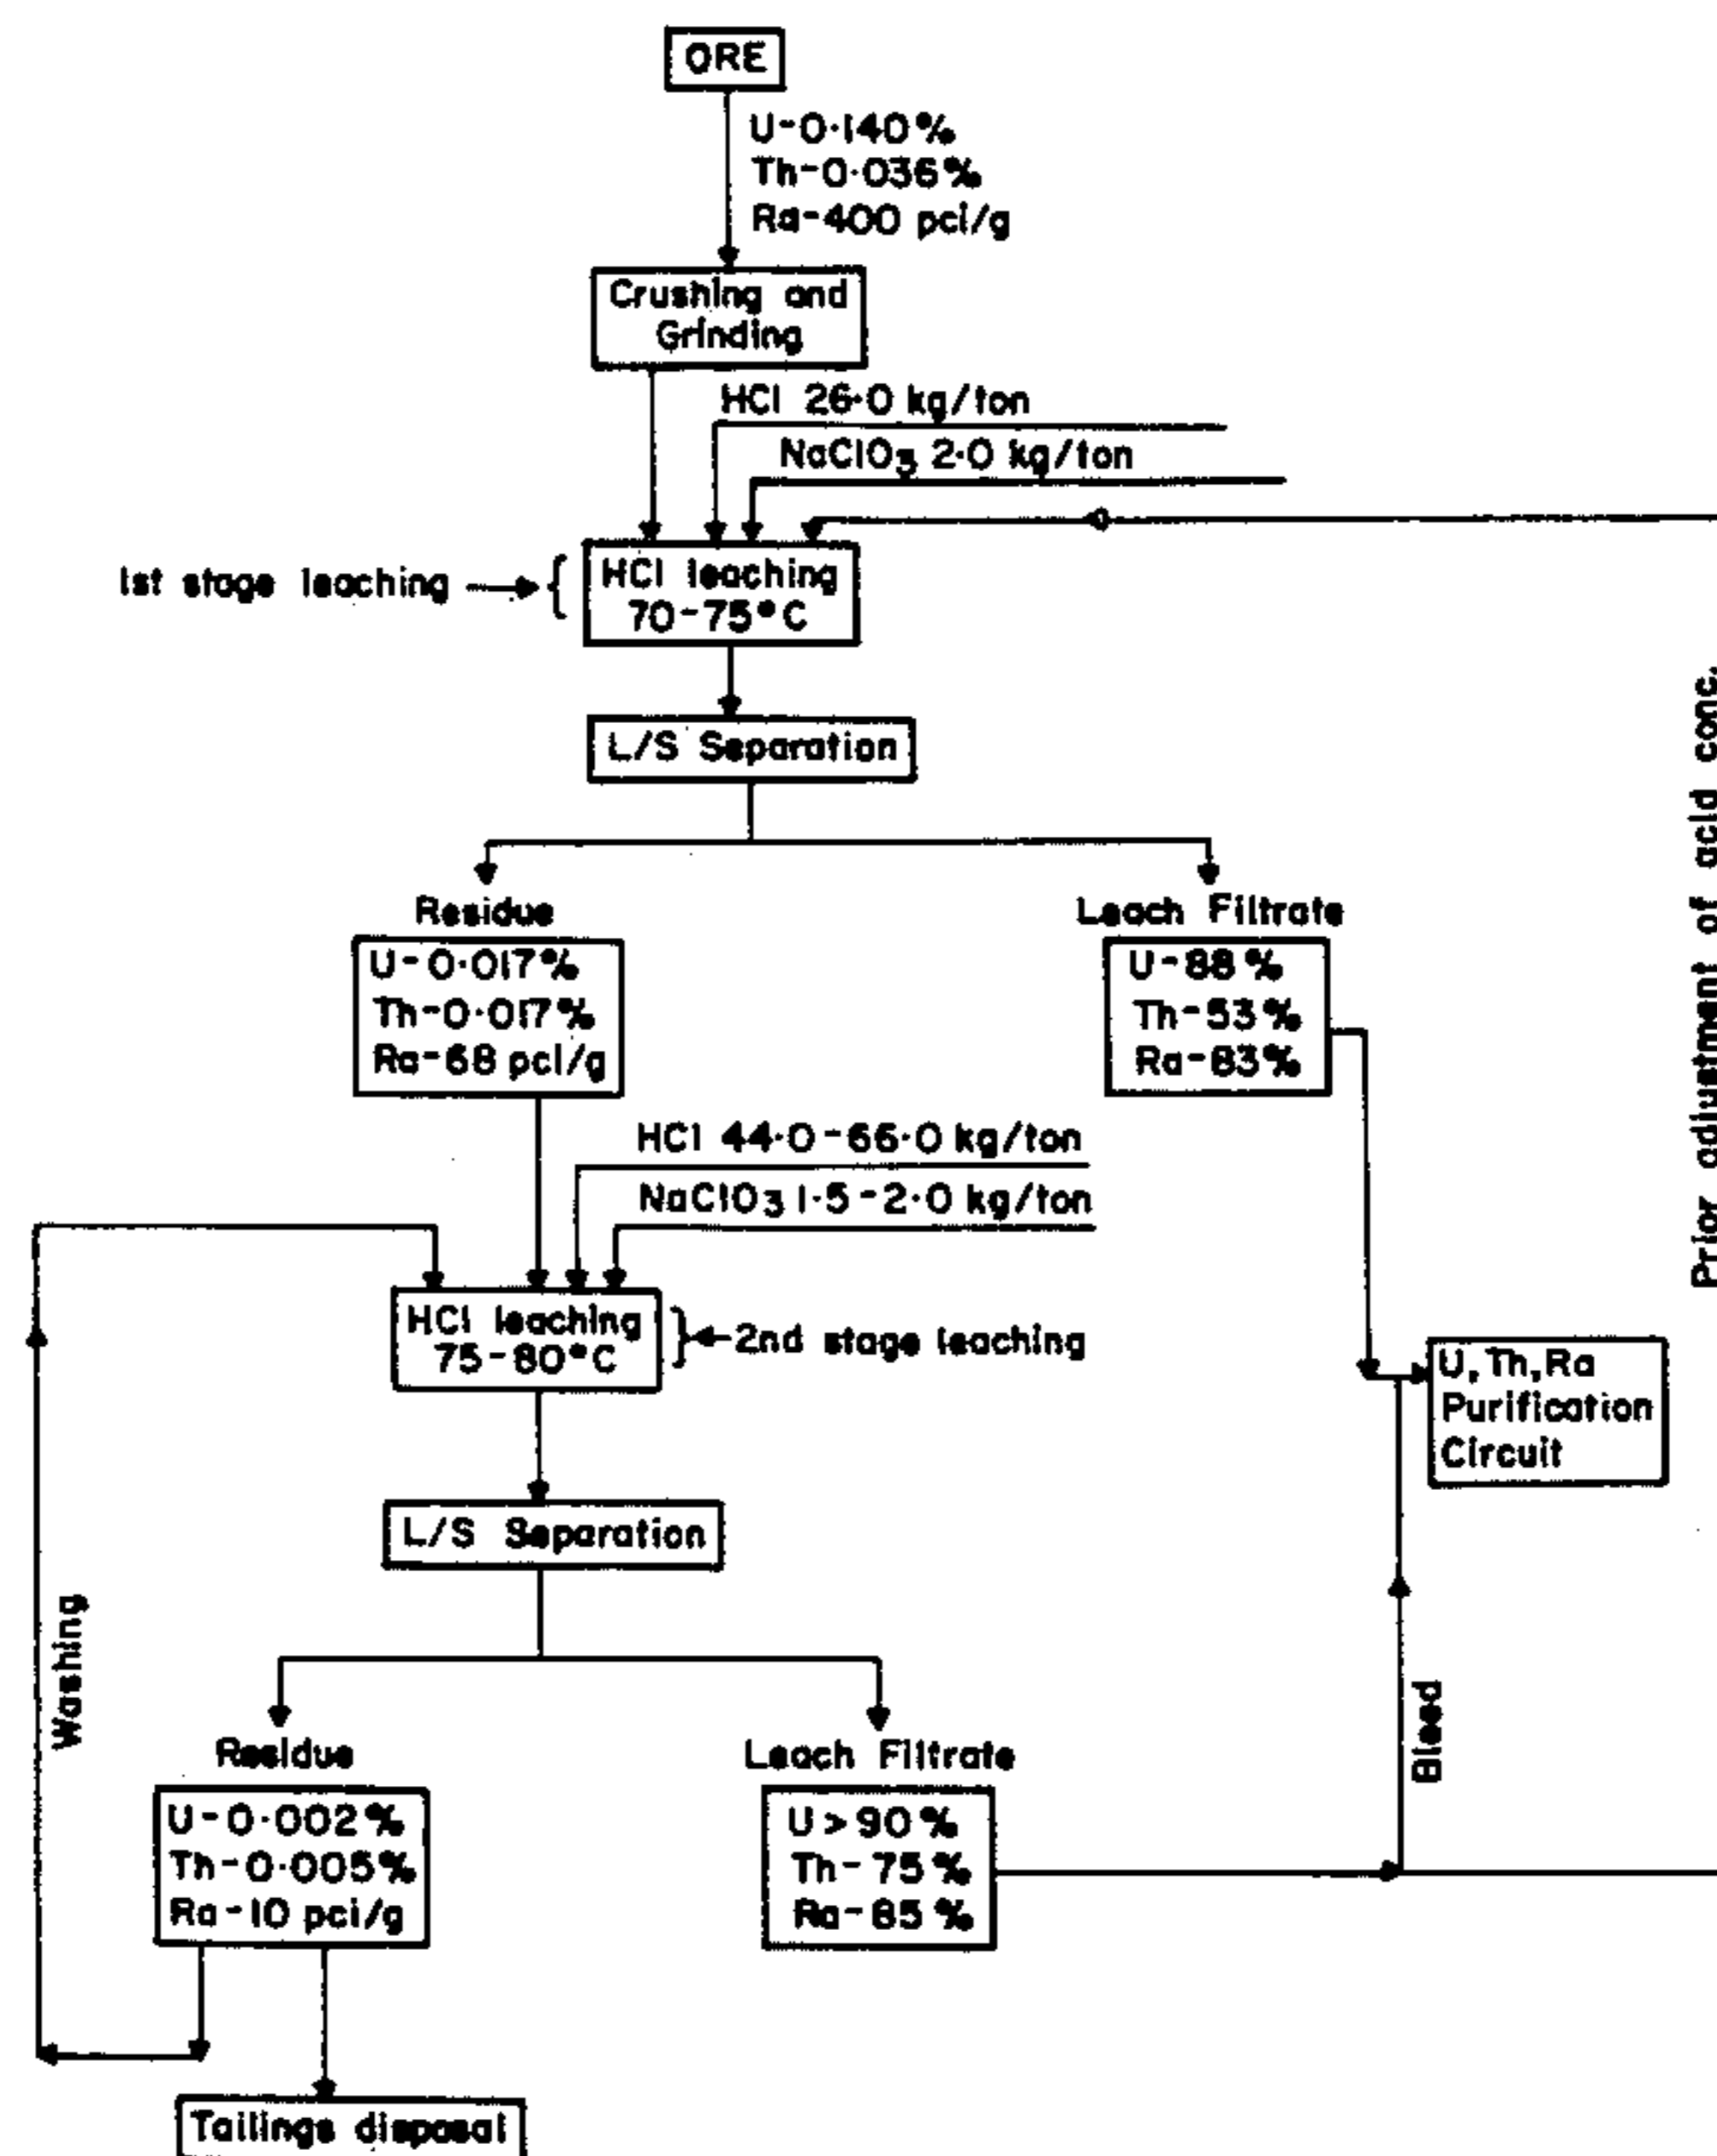 ORE
U-0.140%
Th-0.036%
Ra-400 pci/g
Crushing and
Grinding
HCl 26.0 kg/ton
NaClO3 2.0 kg/ton
1st stage leaching
HCl leaching
70-75°C
L/S Separation
Residue
U-0.017%
Th-0.017%
Ra-68 pci/g
Leach Filtrate
U-88%
Th-53%
Ra-83%
Prior adjustment of acid conc.
HCl 44.0-66.0 kg/ton
NaClO3 1.5-2.0 kg/ton
HCl leaching
75-80°C
2nd stage leaching
U, Th, Ra
Purification
Circuit
L/S Separation
Washing
Bleed
Residue
U-0.002%
Th-0.005%
Ra-10 pci/g
Leach Filtrate
U>90%
Th-75%
Ra-85%
Tailings disposal